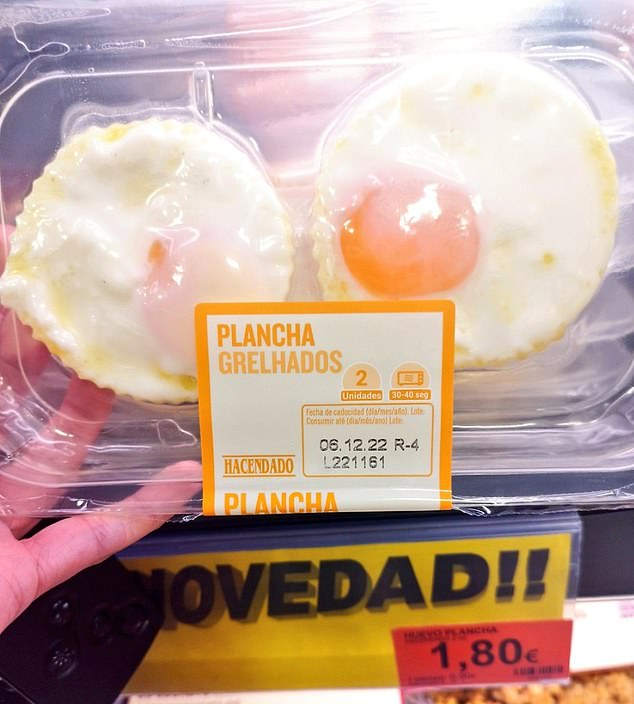 PLANCHA
GRELHADOS
2
Unidades
30-40 seg
Fecha de caducidad (día/mes/año). Lote:
Consumir até (dia/mês/ano) Lote:
06.12.22 R-4
L221161
HACENDADO
PLANCHA
NOVEDAD!!
HUEVO PLANCHA
1,80€